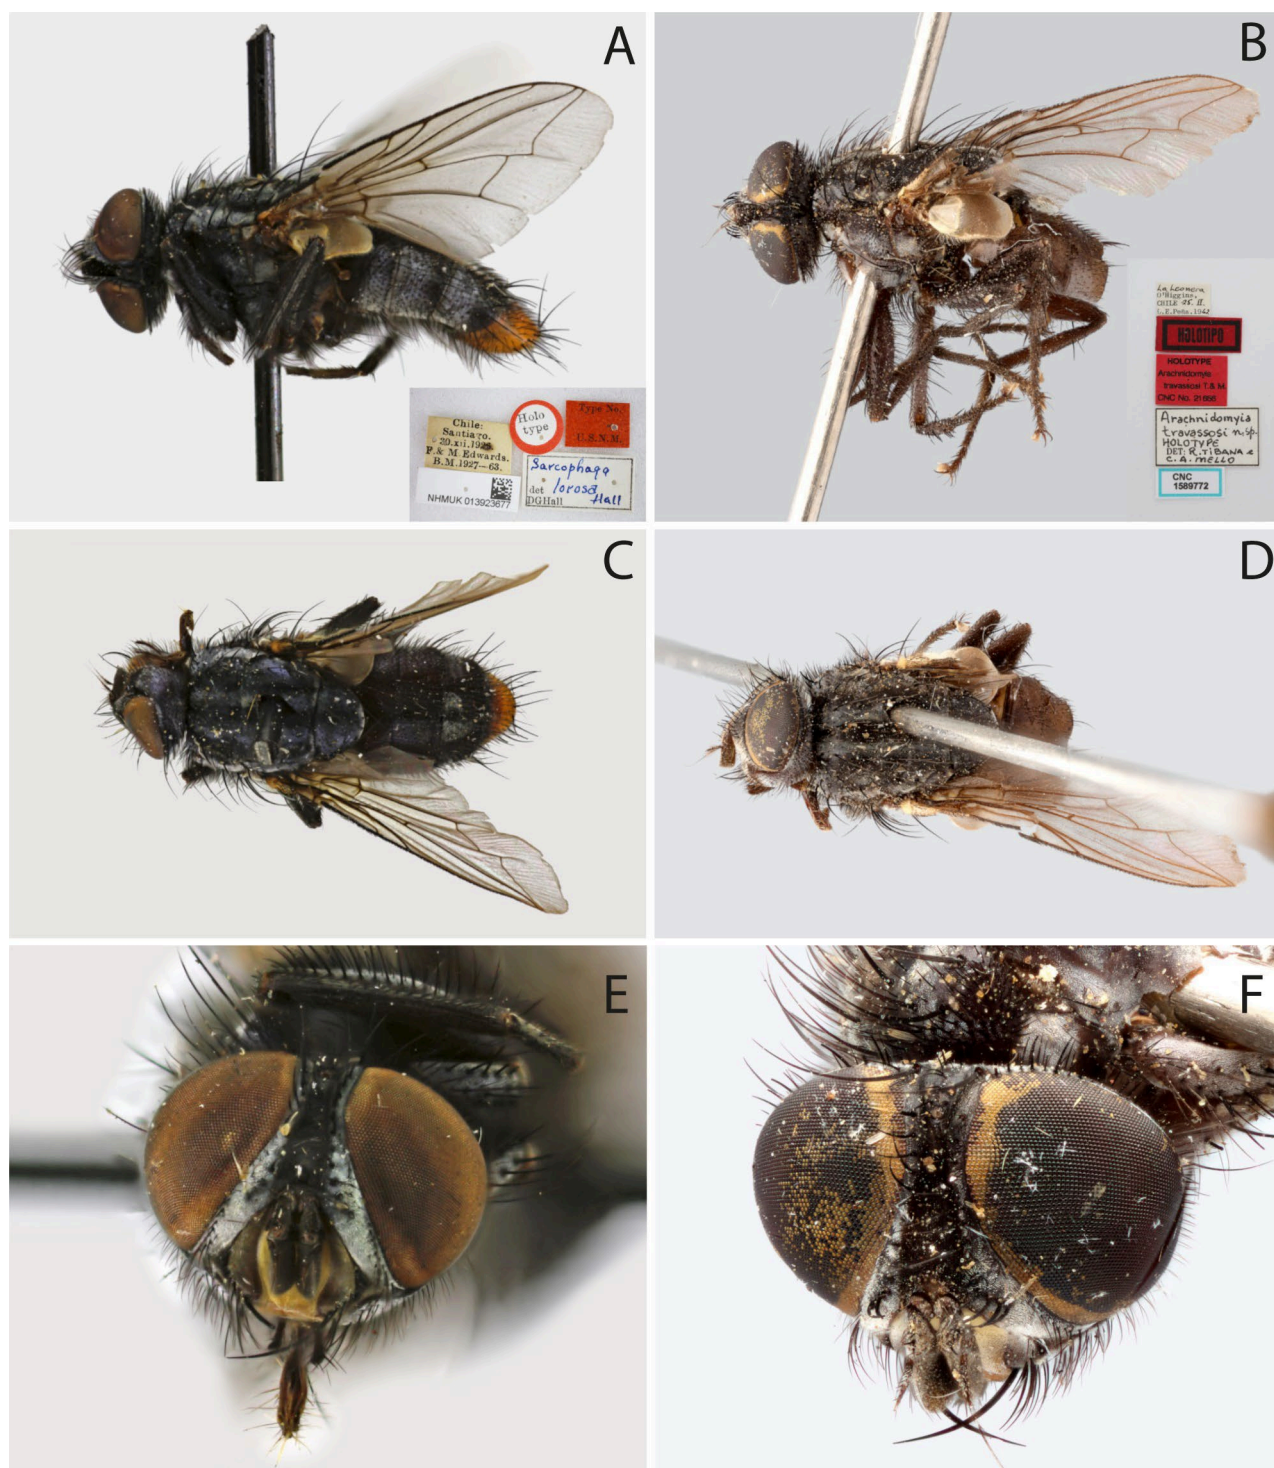 A
Chile:
Santiago.
F. & M. Edwards.
B.M.1927—63.
Holo
type
Type No.
U.S.N.M.
Sarcophaga
lorosa
det Hall
DGHall
NHMUK 013923677
B
La Leonera
O'Higgins,
CHILE
L.E.Peña, 1942
HOLOTIPO
HOLOTYPE
Arachnidomyia
travassosi T.& M.
CNC No. 21696
Arachnidomyia
travassosi n.sp.
HOLOTYPE
DET: R.TIBANA &
C. A. MELLO
CNC
1589772
C
D
E
F